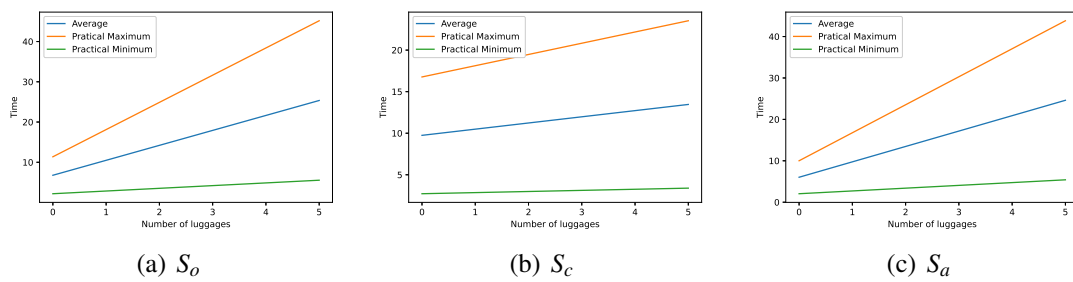 Average
Pratical Maximum
Practical Minimum
Time
40
30
20
10
0 1 2 3 4 5
Number of luggages
(a) S_o
Average
Pratical Maximum
Practical Minimum
Time
20
15
10
5
0 1 2 3 4 5
Number of luggages
(b) S_c
Average
Pratical Maximum
Practical Minimum
Time
40
30
20
10
0
0 1 2 3 4 5
Number of luggages
(c) S_a